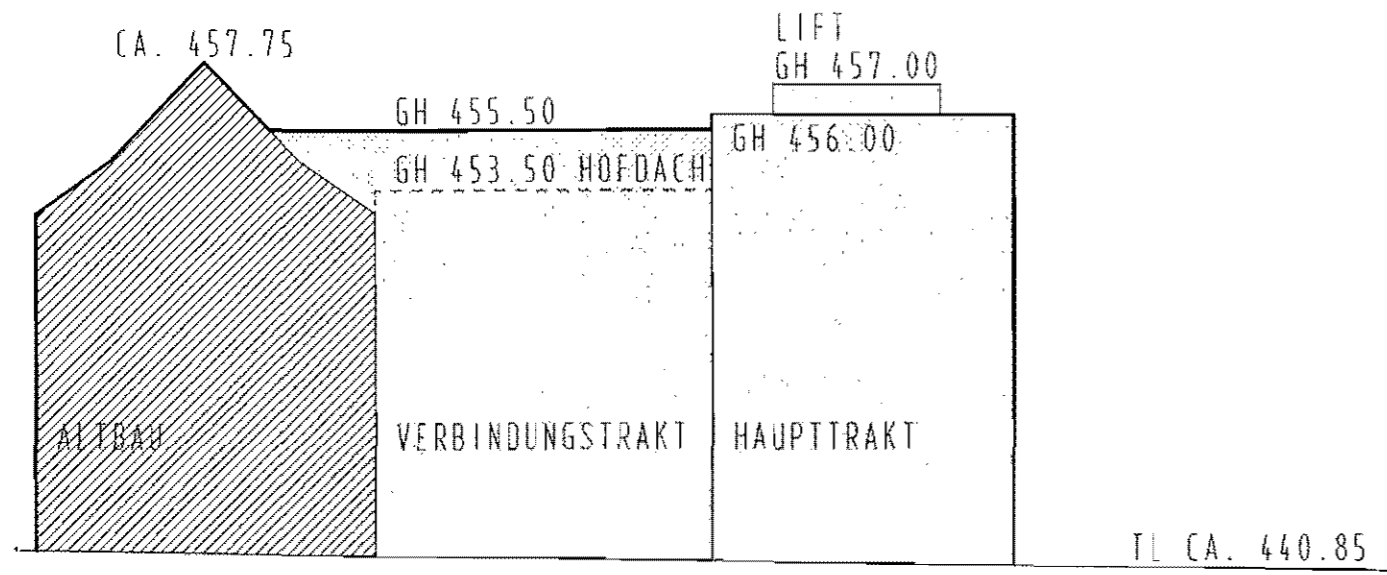 CA. 457.75
LIFT
GH 457.00
GH 455.50
GH 456.00
GH 453.50 HOFDACH
ALTBAU
VERBINDUNGSTRAKT
HAUPTTRAKT
TL CA. 440.85